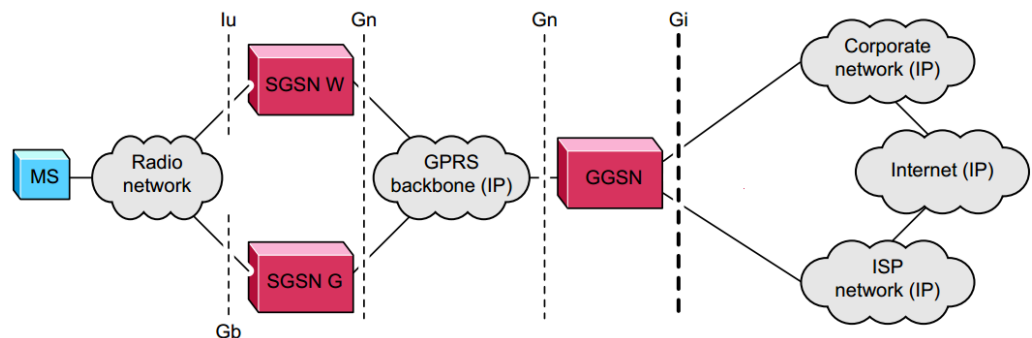 Iu
Gn
Gn
Gi
SGSN W
Corporate
network (IP)
MS
Radio
network
GPRS
backbone (IP)
GGSN
Internet (IP)
SGSN G
ISP
network (IP)
Gb